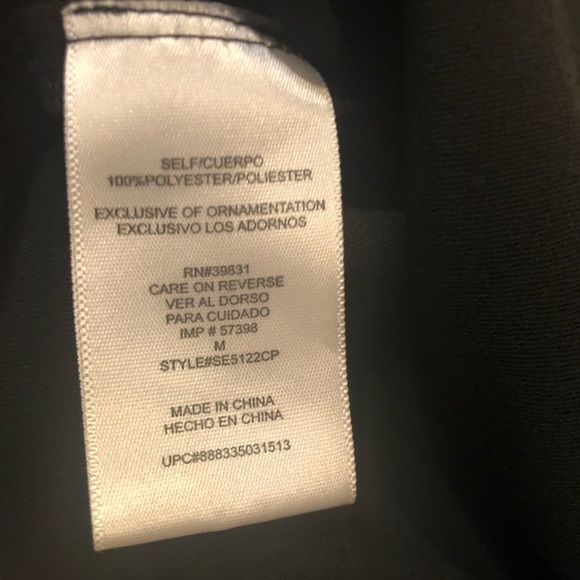 SELF/CUERPO
100%POLYESTER/POLIESTER
EXCLUSIVE OF ORNAMENTATION
EXCLUSIVO LOS ADORNOS
RN#39831
CARE ON REVERSE
VER AL DORSO
PARA CUIDADO
IMP # 57398
M
STYLE#SE5122CP
MADE IN CHINA
HECHO EN CHINA
UPC#888335031513